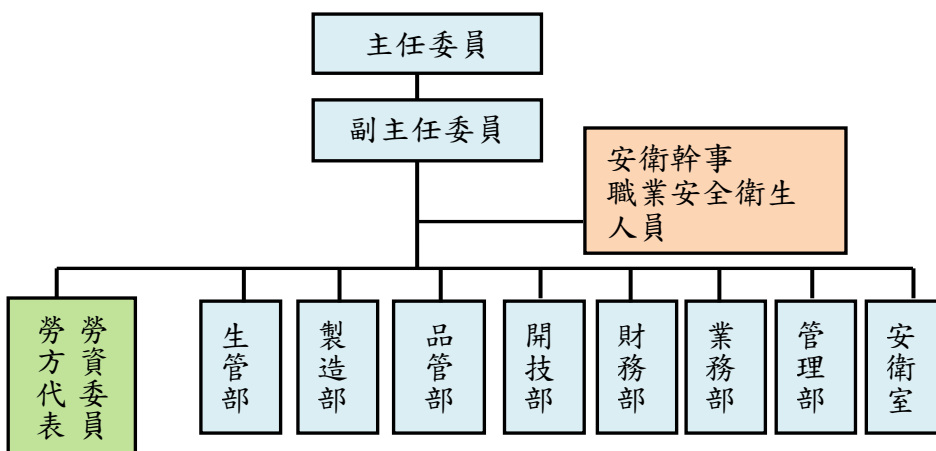 主任委員
副主任委員
安衛幹事
職業安全衛生
人員
勞資委員
勞方代表
生管部
製造部
品管部
開技部
財務部
業務部
管理部
安衛室